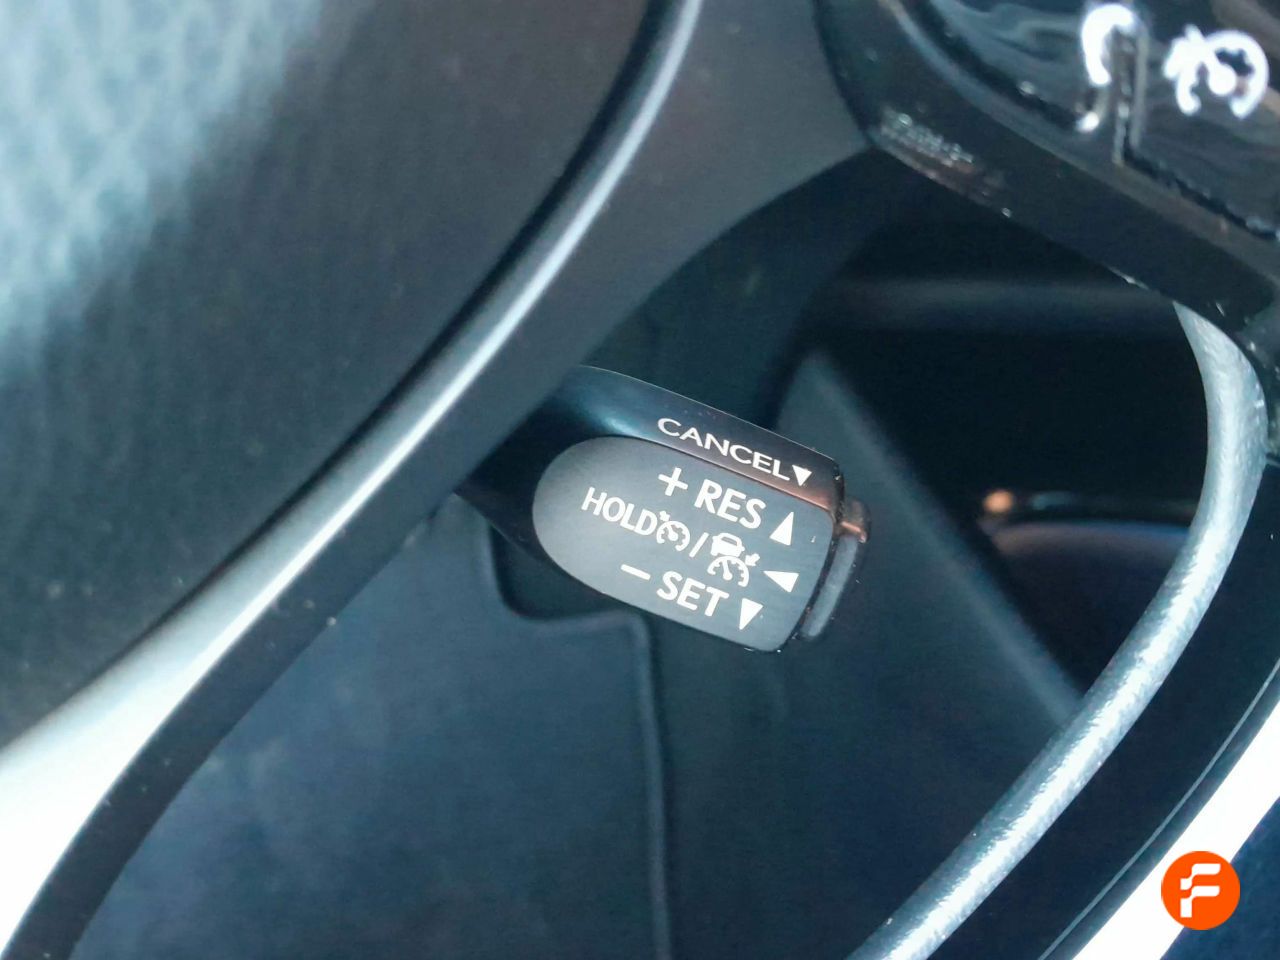 CANCEL▼
+ RES ▲
HOLD / ◀
- SET ▼